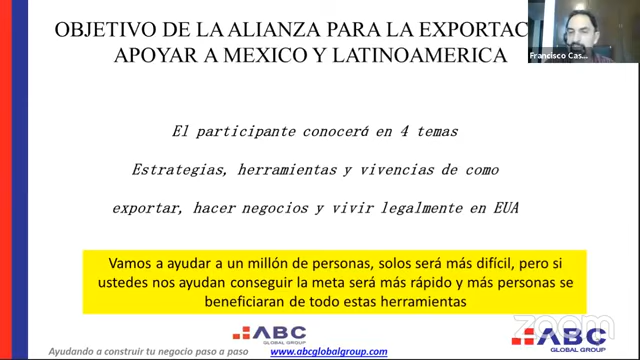 OBJETIVO DE LA ALIANZA PARA LA EXPORTAC
APOYAR A MEXICO Y LATINOAMERICA
Francisco Cas...
El participante conocerá en 4 temas
Estrategias, herramientas y vivencias de como
exportar, hacer negocios y vivir legalmente en EUA
Vamos a ayudar a un millón de personas, solos será más difícil, pero si
ustedes nos ayudan conseguir la meta será más rápido y más personas se
beneficiaran de todo estas herramientas
zoom
ABC
GLOBAL GROUP
ABC
GLOBAL GROUP
Ayudando a construir tu negocio paso a paso www.abcglobalgroup.com